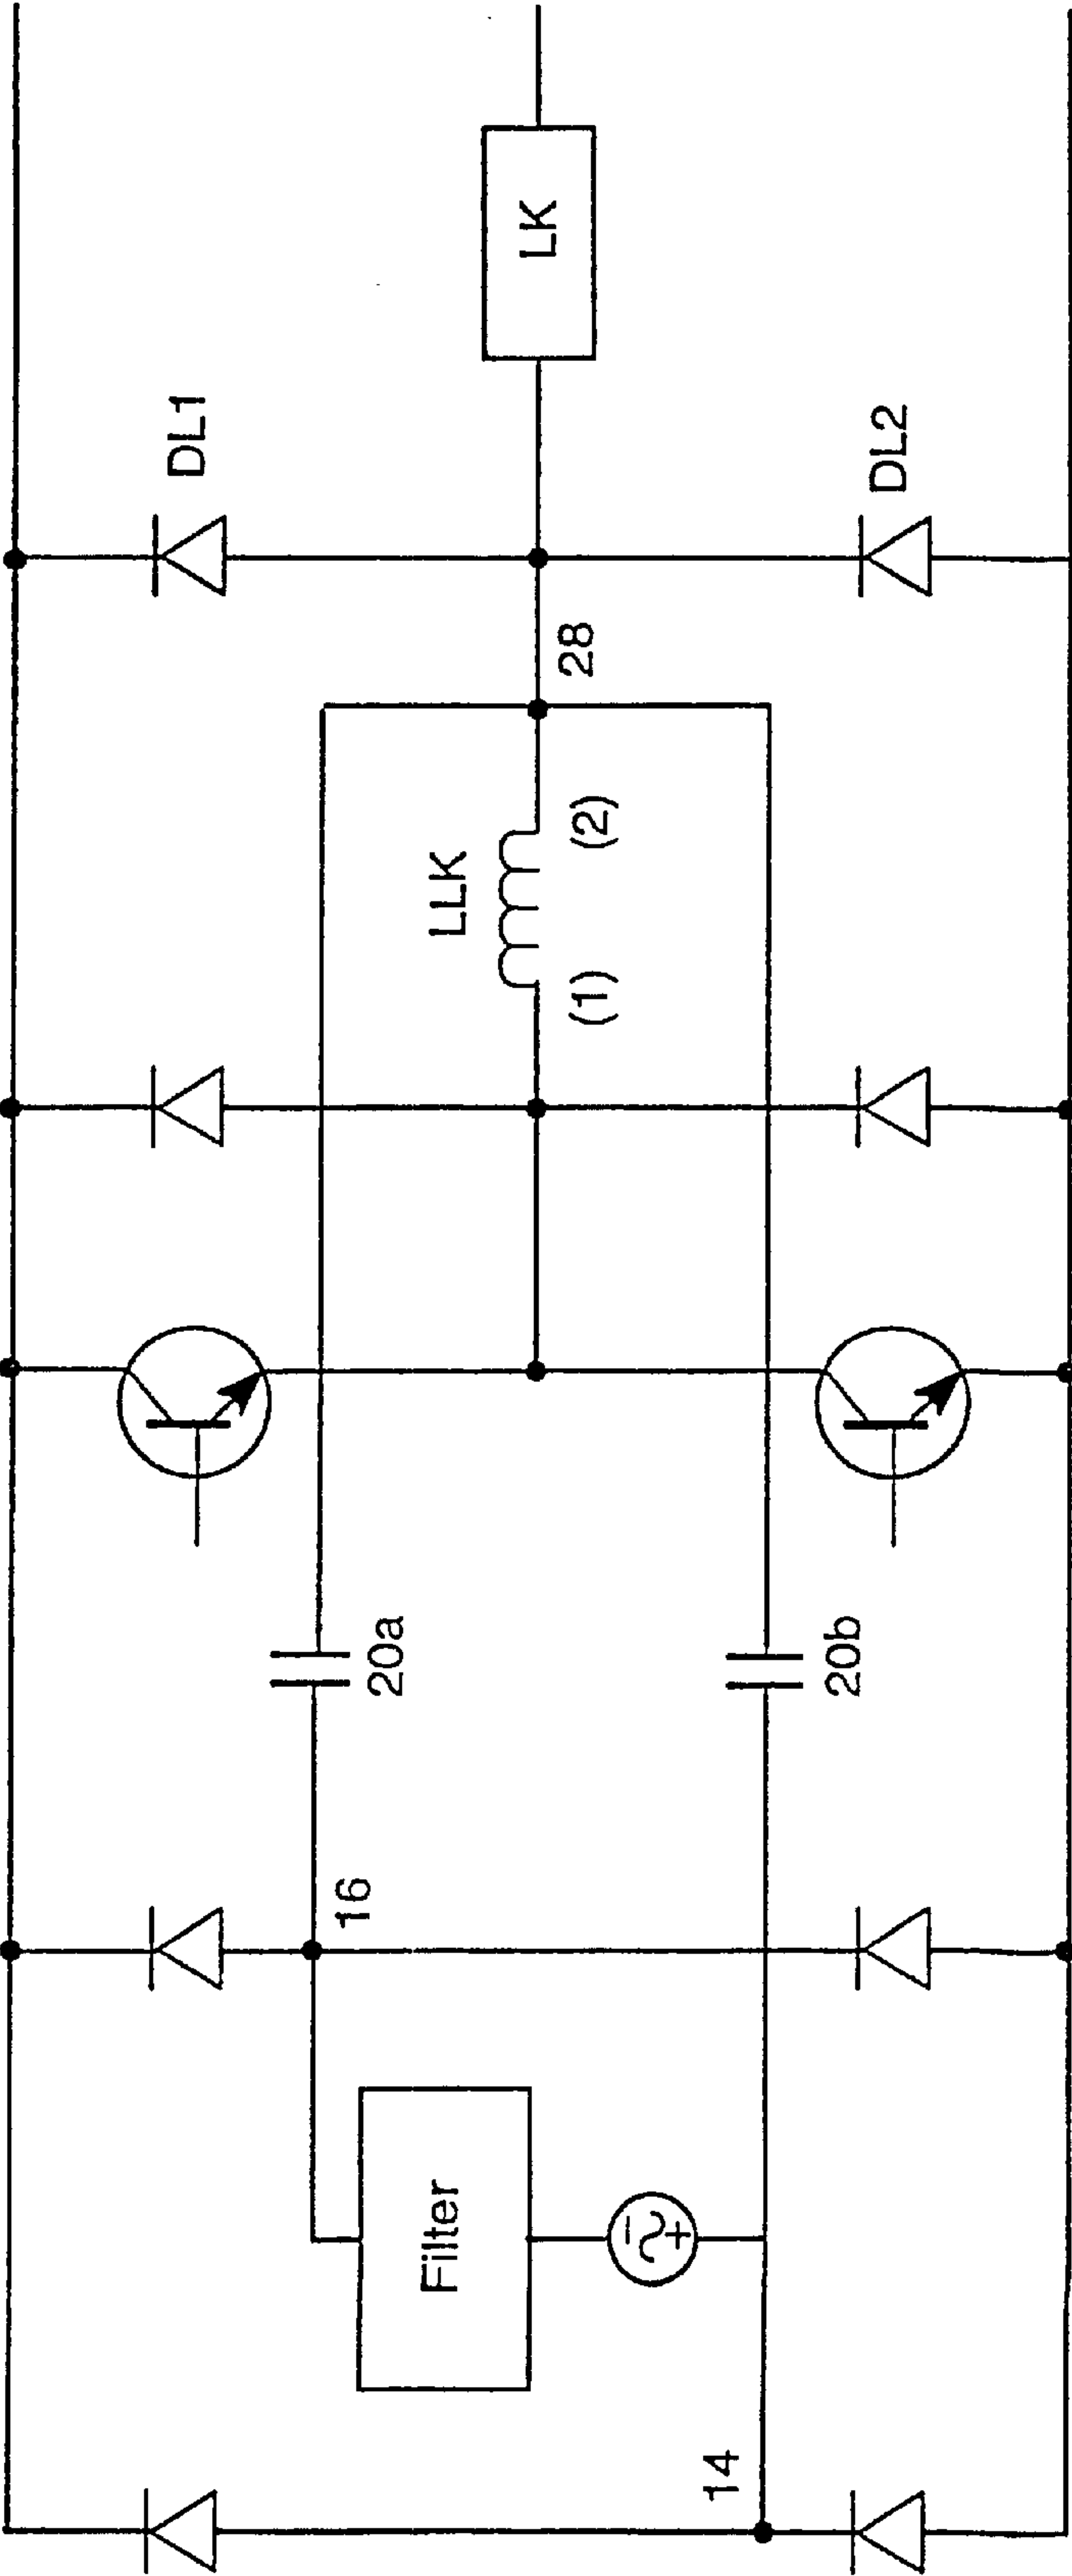 LK
DL1
DL2
28
LLK
(1)
(2)
20a
20b
16
Filter
− +
14